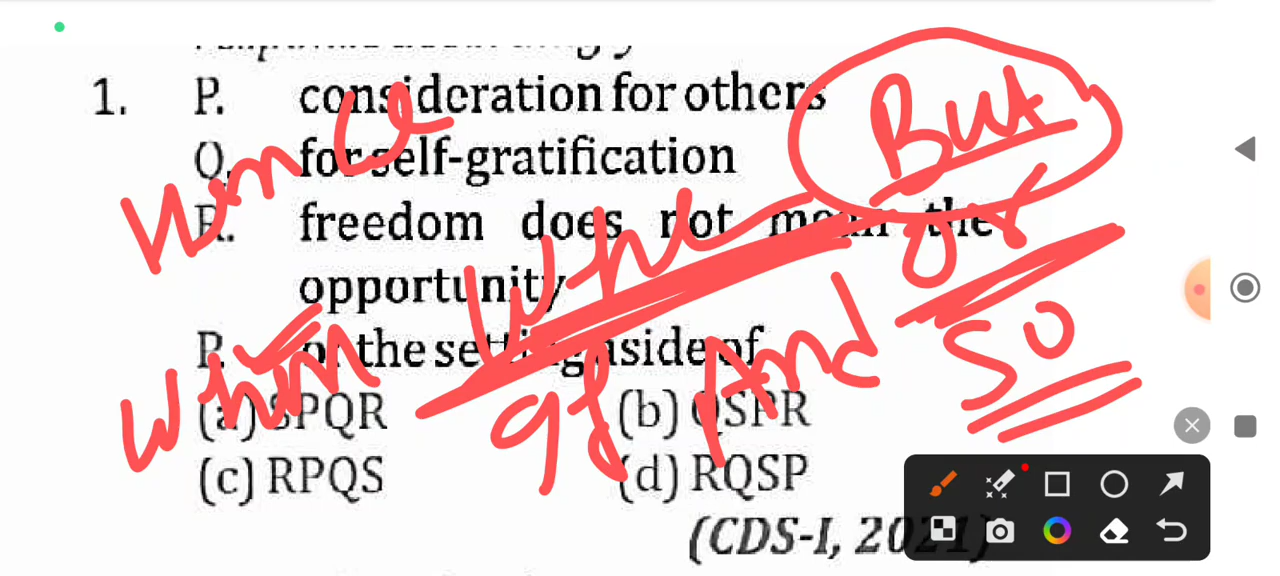 1. P. consideration for others
Q. for self-gratification
R. freedom does not mean the
opportunity
P. or the setting aside of
(a) SPQR (b) QSPR
(c) RPQS (d) RQSP
(CDS-I, 2021)
But
or
So
And
If
When